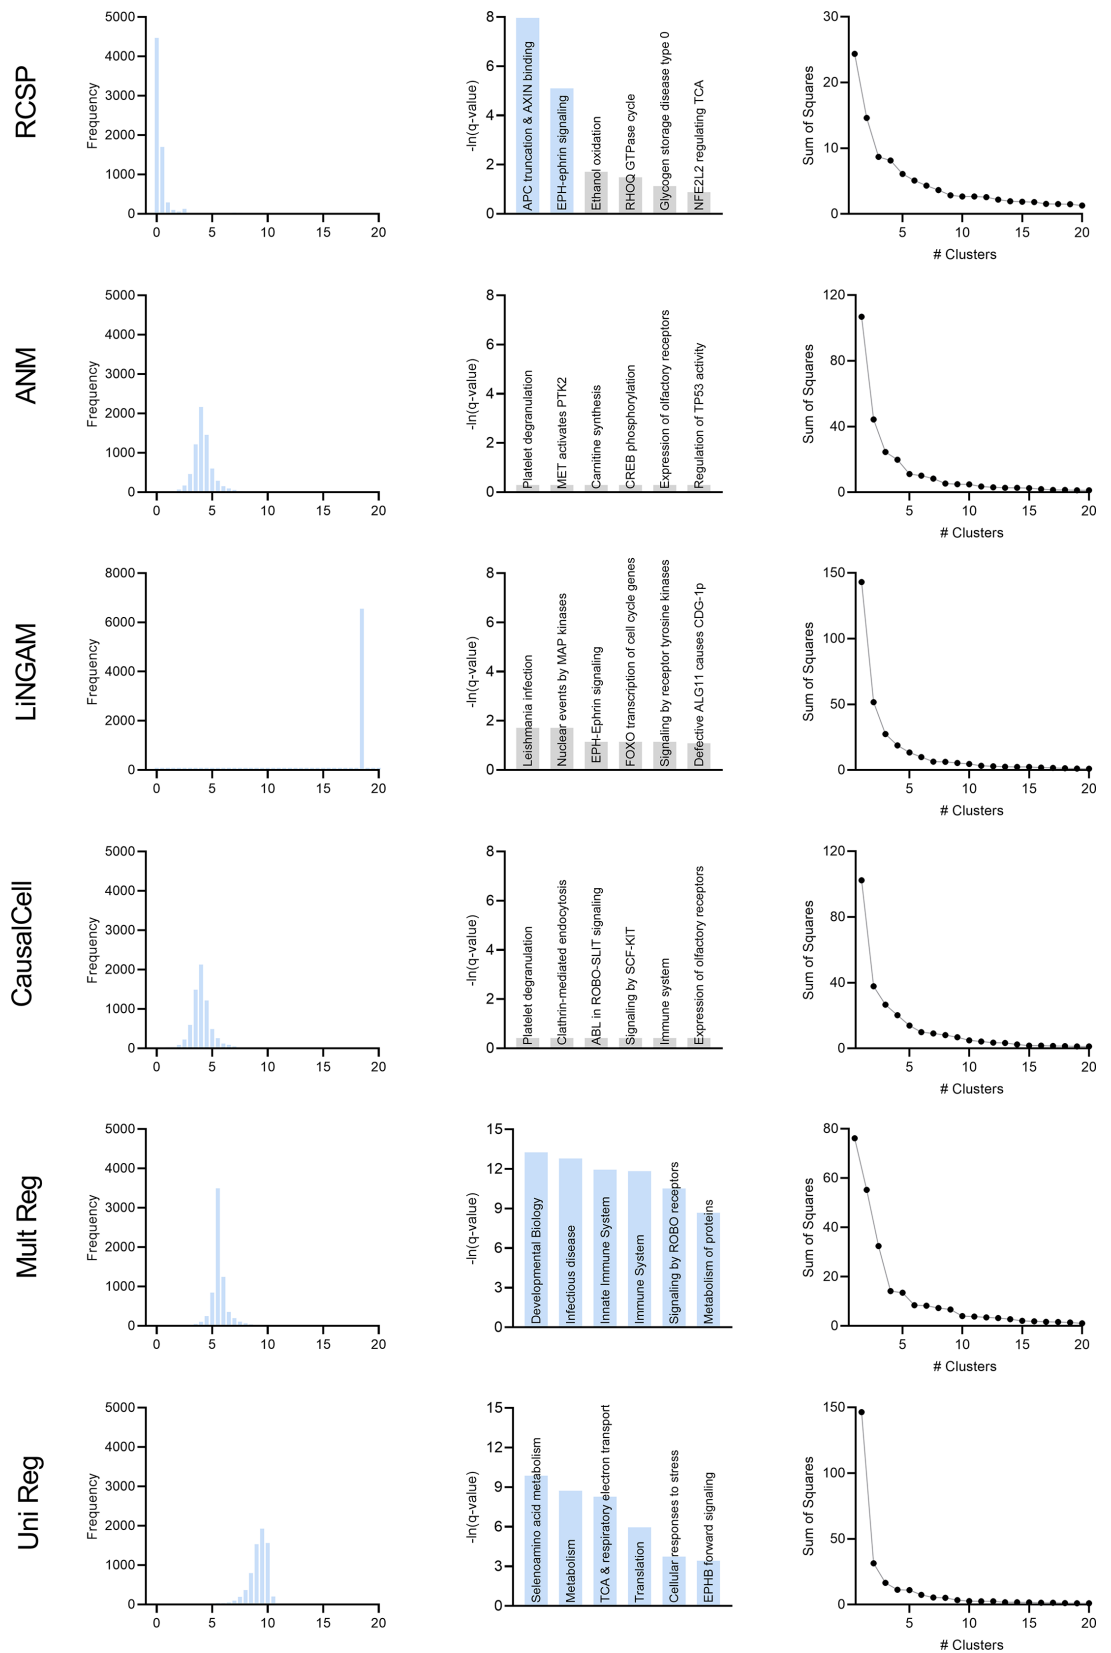 RCSP
Frequency
5000
4000
3000
2000
1000
0
0 5 10 15 20
-ln(q-value)
8
6
4
2
0
APC truncation & AXIN binding
EPH-ephrin signaling
Ethanol oxidation
RHOQ GTPase cycle
Glycogen storage disease type 0
NFE2L2 regulating TCA
Sum of Squares
30
20
10
0
5 10 15 20
# Clusters
ANM
Frequency
5000
4000
3000
2000
1000
0
0 5 10 15 20
-ln(q-value)
8
6
4
2
0
Platelet degranulation
MET activates PTK2
Carnitine synthesis
CREB phosphorylation
Expression of olfactory receptors
Regulation of TP53 activity
Sum of Squares
120
80
40
0
5 10 15 20
# Clusters
LiNGAM
Frequency
8000
6000
4000
2000
0
0 5 10 15 20
-ln(q-value)
8
6
4
2
0
Leishmania infection
Nuclear events by MAP kinases
EPH-Ephrin signaling
FOXO transcription of cell cycle genes
Signaling by receptor tyrosine kinases
Defective ALG11 causes CDG-1p
Sum of Squares
150
100
50
0
5 10 15 20
# Clusters
CausalCell
Frequency
5000
4000
3000
2000
1000
0
0 5 10 15 20
-ln(q-value)
8
6
4
2
0
Platelet degranulation
Clathrin-mediated endocytosis
ABL in ROBO-SLIT signaling
Signaling by SCF-KIT
Immune system
Expression of olfactory receptors
Sum of Squares
120
80
40
0
5 10 15 20
# Clusters
Mult Reg
Frequency
5000
4000
3000
2000
1000
0
0 5 10 15 20
-ln(q-value)
15
12
9
6
3
0
Developmental Biology
Infectious disease
Innate Immune System
Immune System
Signaling by ROBO receptors
Metabolism of proteins
Sum of Squares
80
60
40
20
0
5 10 15 20
# Clusters
Uni Reg
Frequency
5000
4000
3000
2000
1000
0
0 5 10 15 20
-ln(q-value)
15
12
9
6
3
0
Selenoamino acid metabolism
Metabolism
TCA & respiratory electron transport
Translation
Cellular responses to stress
EPHB forward signaling
Sum of Squares
150
100
50
0
5 10 15 20
# Clusters